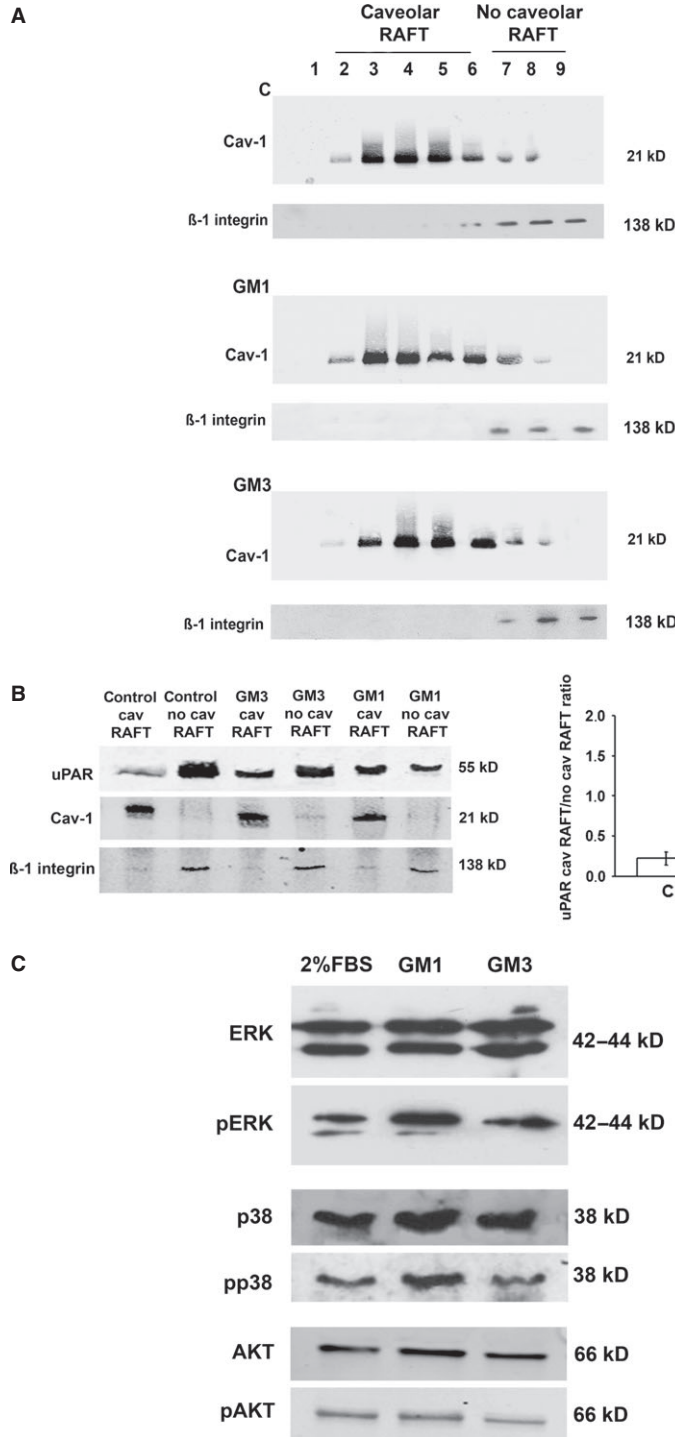 A
Caveolar No caveolar
RAFT RAFT
1 2 3 4 5 6 7 8 9
C
Cav-1 21 kD
ß-1 integrin 138 kD
GM1
Cav-1 21 kD
ß-1 integrin 138 kD
GM3
Cav-1 21 kD
ß-1 integrin 138 kD
B
Control Control GM3 GM3 GM1 GM1
cav no cav cav no cav cav no cav
RAFT RAFT RAFT RAFT RAFT RAFT
uPAR 55 kD
Cav-1 21 kD
ß-1 integrin 138 kD
uPAR cav RAFT/no cav RAFT ratio
2.0
1.5
1.0
0.5
0.0
C
C
2%FBS GM1 GM3
ERK 42–44 kD
pERK 42–44 kD
p38 38 kD
pp38 38 kD
AKT 66 kD
pAKT 66 kD